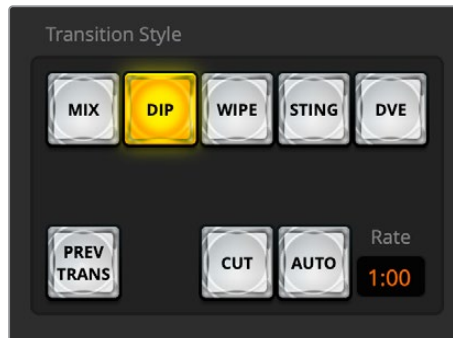 Transition Style
MIX
DIP
WIPE
STING
DVE
PREV
TRANS
CUT
AUTO
Rate
1:00